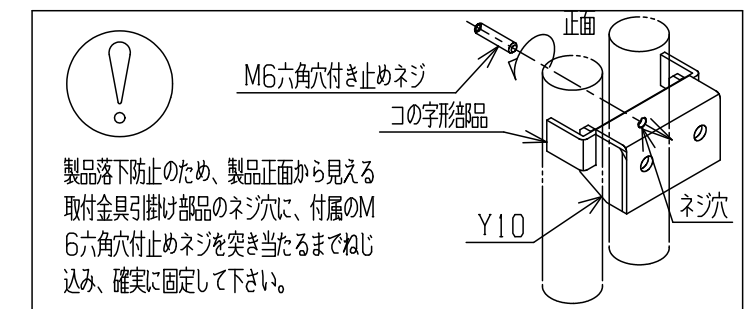 正面
M6六角穴付き止めネジ
コの字形部品
製品落下防止のため、製品正面から見える
取付金具引掛け部品のネジ穴に、付属のM
6六角穴付止めネジを突き当たるまでねじ
込み、確実に固定して下さい。
Y10
ネジ穴